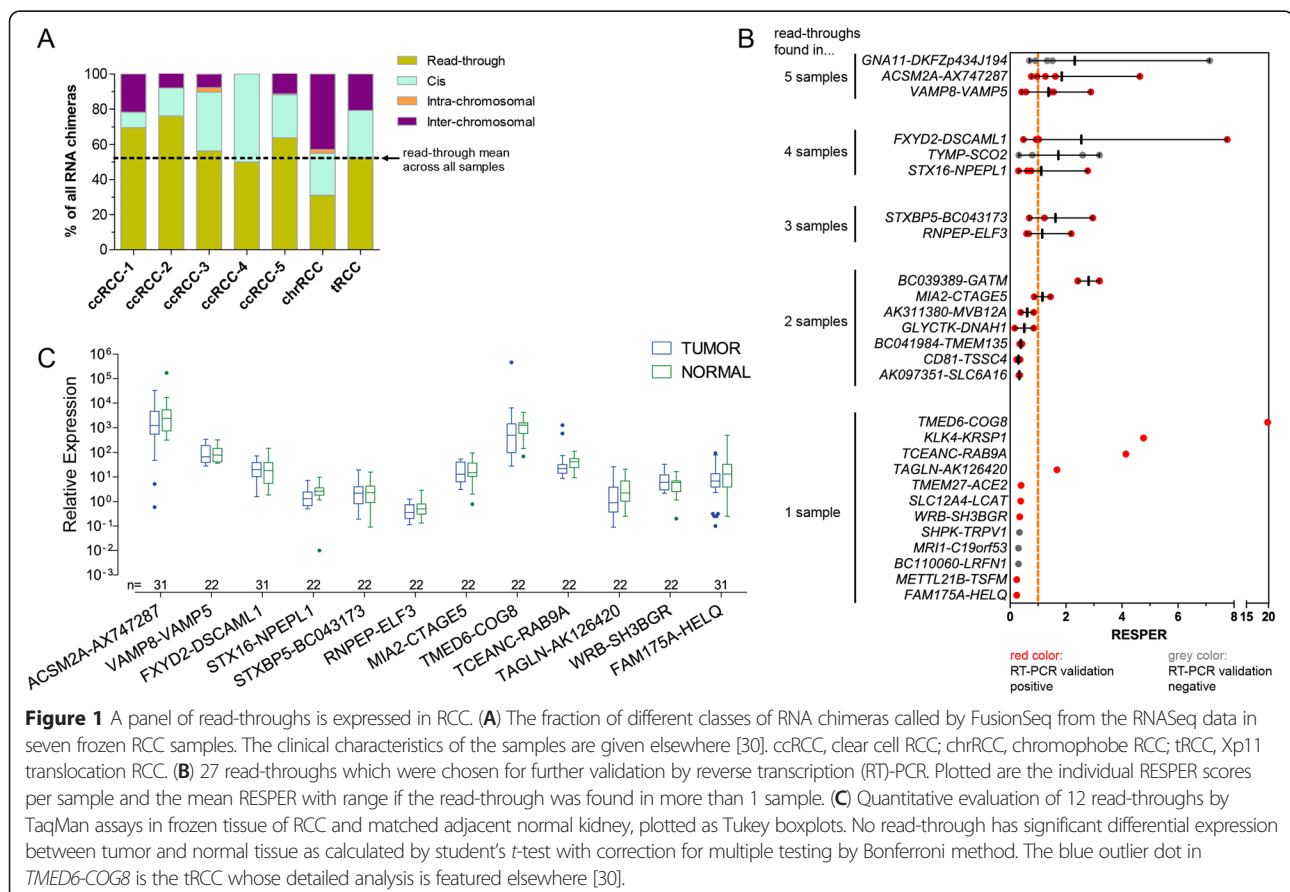 A
100
80
60
40
20
0
% of all RNA chimeras
Read-through
Cis
Intra-chromosomal
Inter-chromosomal
read-through mean
across all samples
ccRCC-1
ccRCC-2
ccRCC-3
ccRCC-4
ccRCC-5
chrRCC
tRCC
B
read-throughs
found in...
5 samples
GNA11-DKFZp434J194
ACSM2A-AX747287
VAMP8-VAMP5
4 samples
FXYD2-DSCAML1
TYMP-SCO2
STX16-NPEPL1
3 samples
STXBP5-BC043173
RNPEP-ELF3
2 samples
BC039389-GATM
MIA2-CTAGE5
AK311380-MVB12A
GLYCTK-DNAH1
BC041984-TMEM135
CD81-TSSC4
AK097351-SLC6A16
1 sample
TMED6-COG8
KLK4-KRSP1
TCEANC-RAB9A
TAGLN-AK126420
TMEM27-ACE2
SLC12A4-LCAT
WRB-SH3BGR
SHPK-TRPV1
MRI1-C19orf53
BC110060-LRFN1
METTL21B-TSFM
FAM175A-HELQ
0 2 4 6 8 15 20
RESPER
red color:
RT-PCR validation
positive
grey color:
RT-PCR validation
negative
C
TUMOR
NORMAL
Relative Expression
10^6
10^5
10^4
10^3
10^2
10^1
10^0
10^-1
10^-2
10^-3
n= 31 22 31 22 22 22 22 22 22 22 22 31
ACSM2A-AX747287
VAMP8-VAMP5
FXYD2-DSCAML1
STX16-NPEPL1
STXBP5-BC043173
RNPEP-ELF3
MIA2-CTAGE5
TMED6-COG8
TCEANC-RAB9A
TAGLN-AK126420
WRB-SH3BGR
FAM175A-HELQ
Figure 1 A panel of read-throughs is expressed in RCC. (A) The fraction of different classes of RNA chimeras called by FusionSeq from the RNASeq data in
seven frozen RCC samples. The clinical characteristics of the samples are given elsewhere [30]. ccRCC, clear cell RCC; chrRCC, chromophobe RCC; tRCC, Xp11
translocation RCC. (B) 27 read-throughs which were chosen for further validation by reverse transcription (RT)-PCR. Plotted are the individual RESPER scores
per sample and the mean RESPER with range if the read-through was found in more than 1 sample. (C) Quantitative evaluation of 12 read-throughs by
TaqMan assays in frozen tissue of RCC and matched adjacent normal kidney, plotted as Tukey boxplots. No read-through has significant differential expression
between tumor and normal tissue as calculated by student's t-test with correction for multiple testing by Bonferroni method. The blue outlier dot in
TMED6-COG8 is the tRCC whose detailed analysis is featured elsewhere [30].